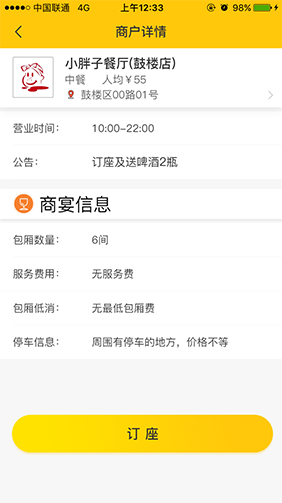 中国联通 4G 上午12:33 98%
商户详情
小胖子餐厅(鼓楼店)
中餐 人均￥55
鼓楼区00路01号
营业时间： 10:00-22:00
公告： 订座及送啤酒2瓶
商宴信息
包厢数量： 6间
服务费用： 无服务费
包厢低消： 无最低包厢费
停车信息： 周围有停车的地方，价格不等
订 座